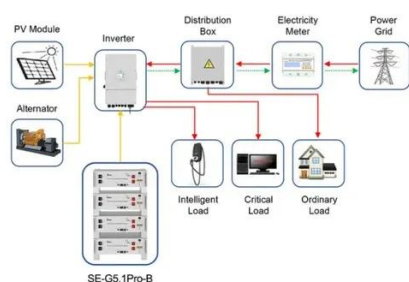 PV Module
Inverter
Distribution
Box
Electricity
Meter
Power
Grid
Alternator
Intelligent
Load
Critical
Load
Ordinary
Load
SE-G5.1Pro-B